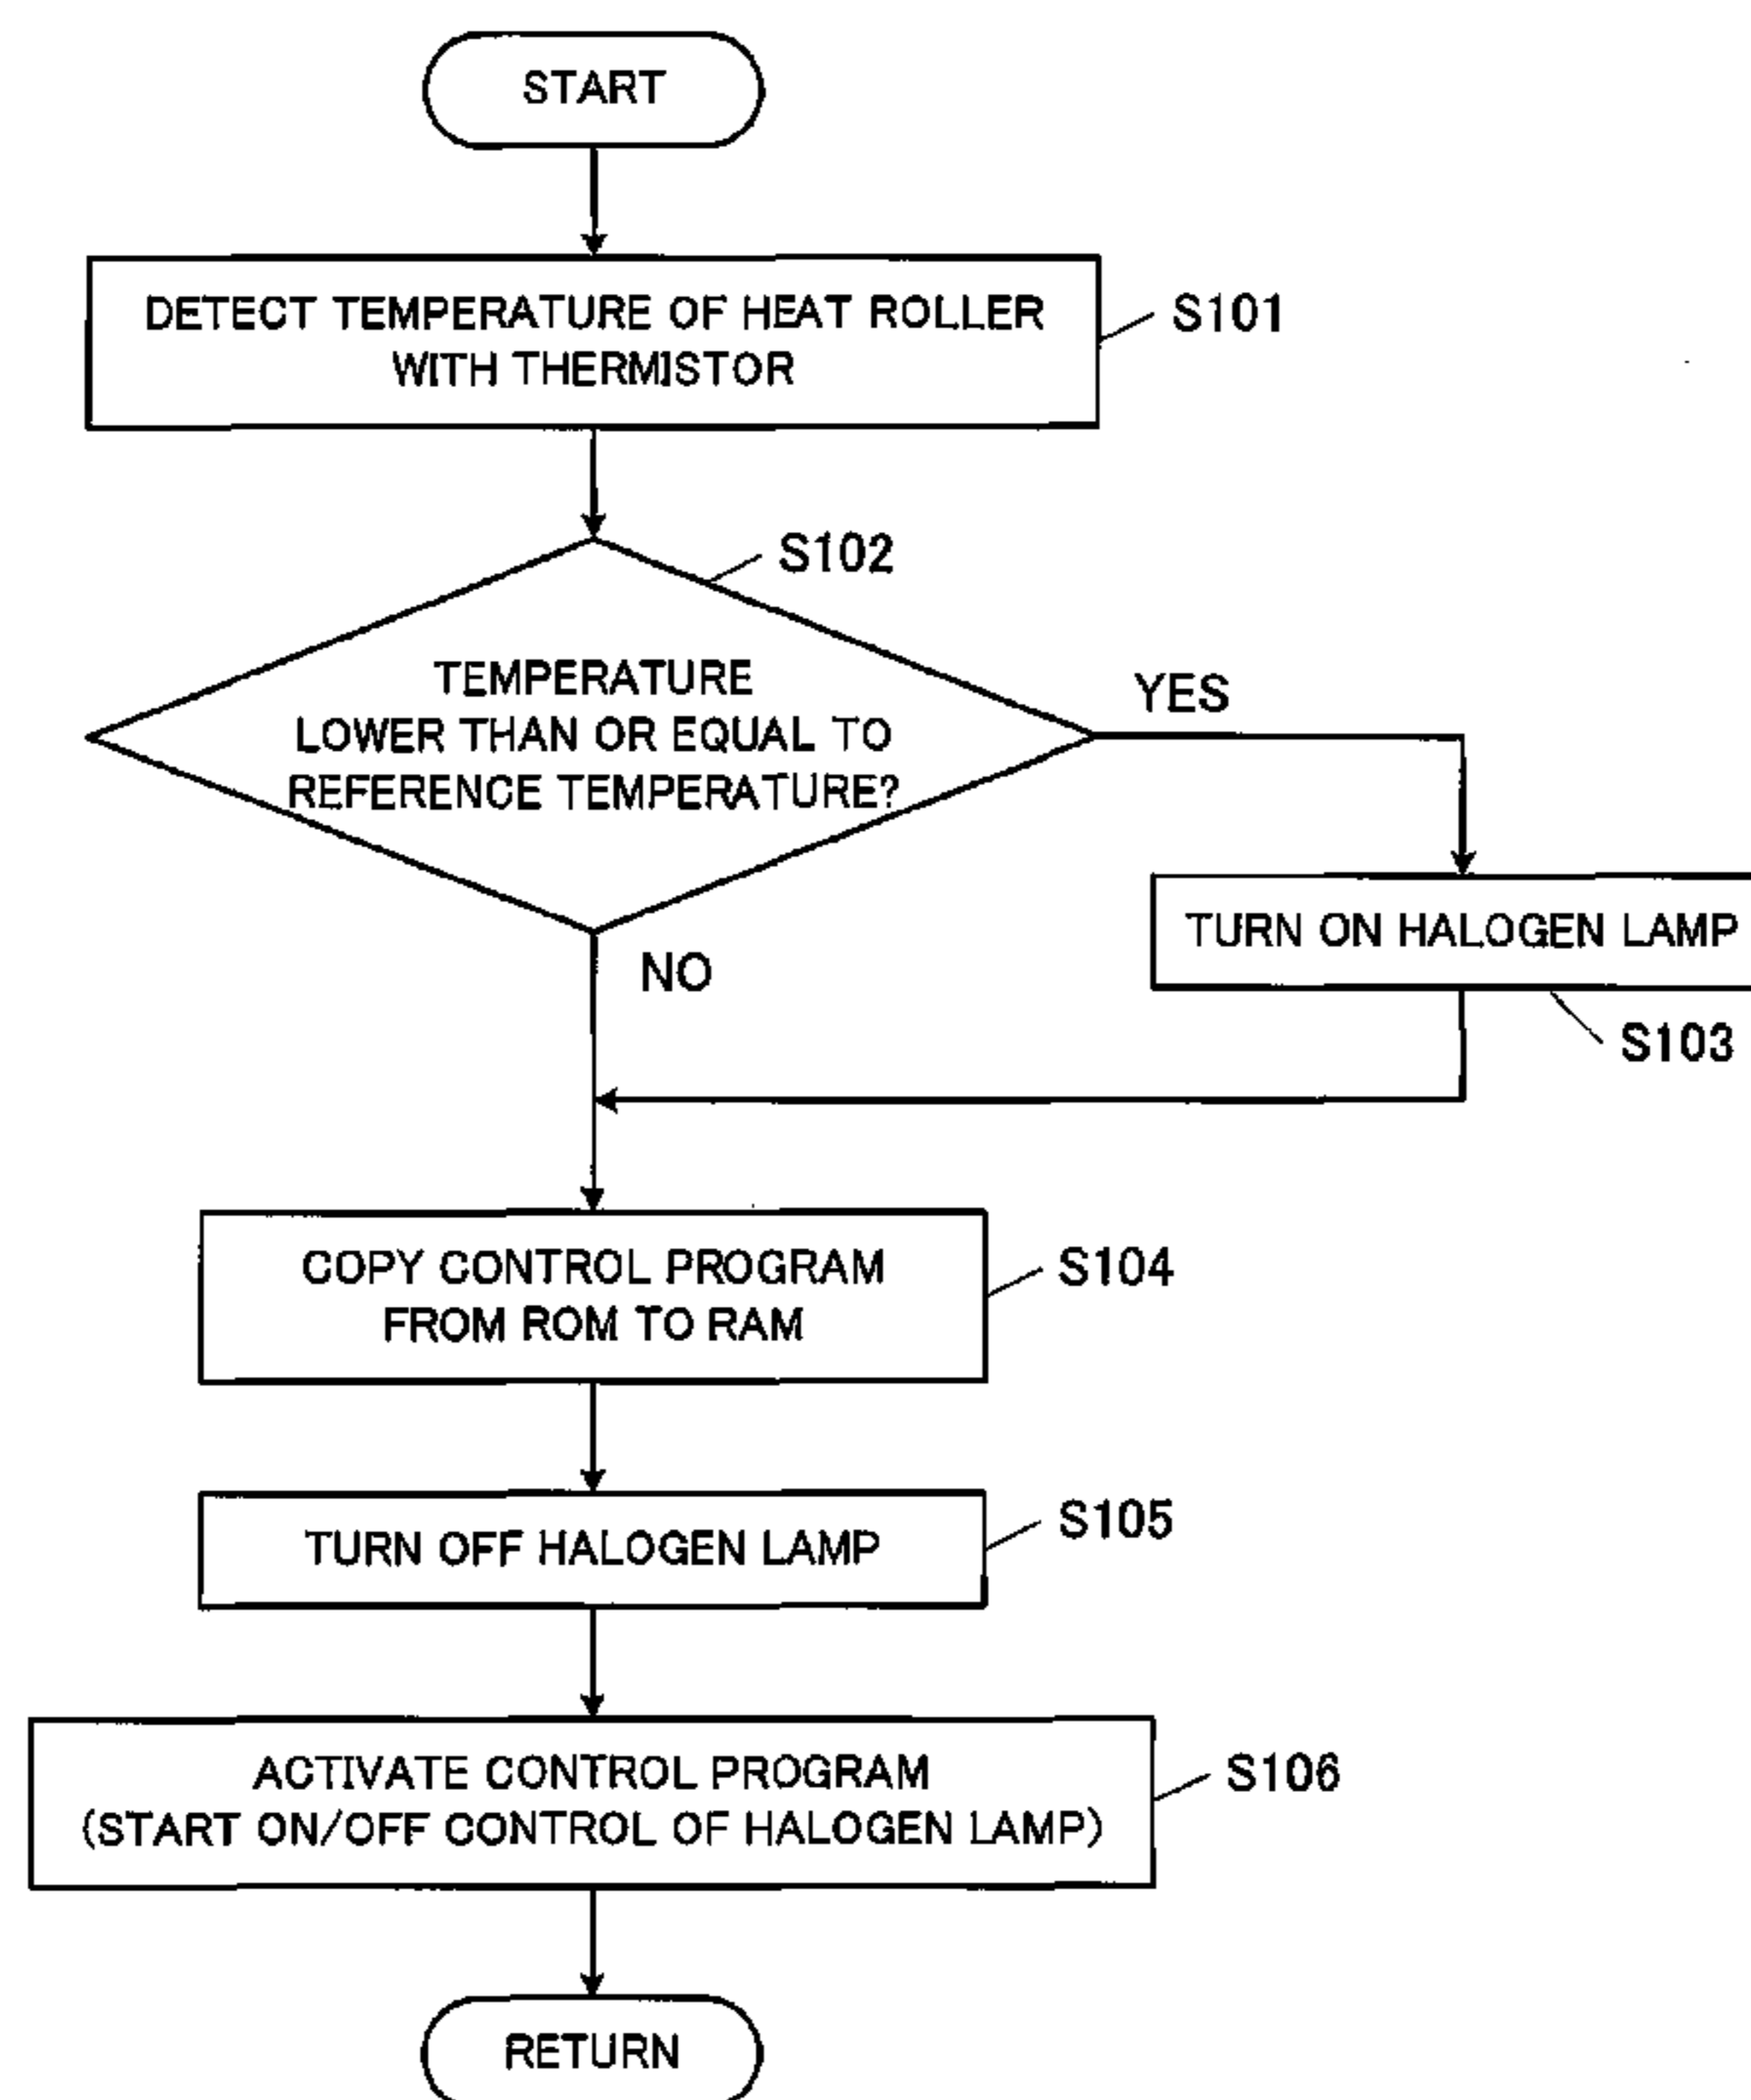 START
DETECT TEMPERATURE OF HEAT ROLLER
WITH THERMISTOR
S101
S102
TEMPERATURE
LOWER THAN OR EQUAL TO
REFERENCE TEMPERATURE?
YES
TURN ON HALOGEN LAMP
NO
S103
COPY CONTROL PROGRAM
FROM ROM TO RAM
S104
TURN OFF HALOGEN LAMP
S105
ACTIVATE CONTROL PROGRAM
(START ON/OFF CONTROL OF HALOGEN LAMP)
S106
RETURN